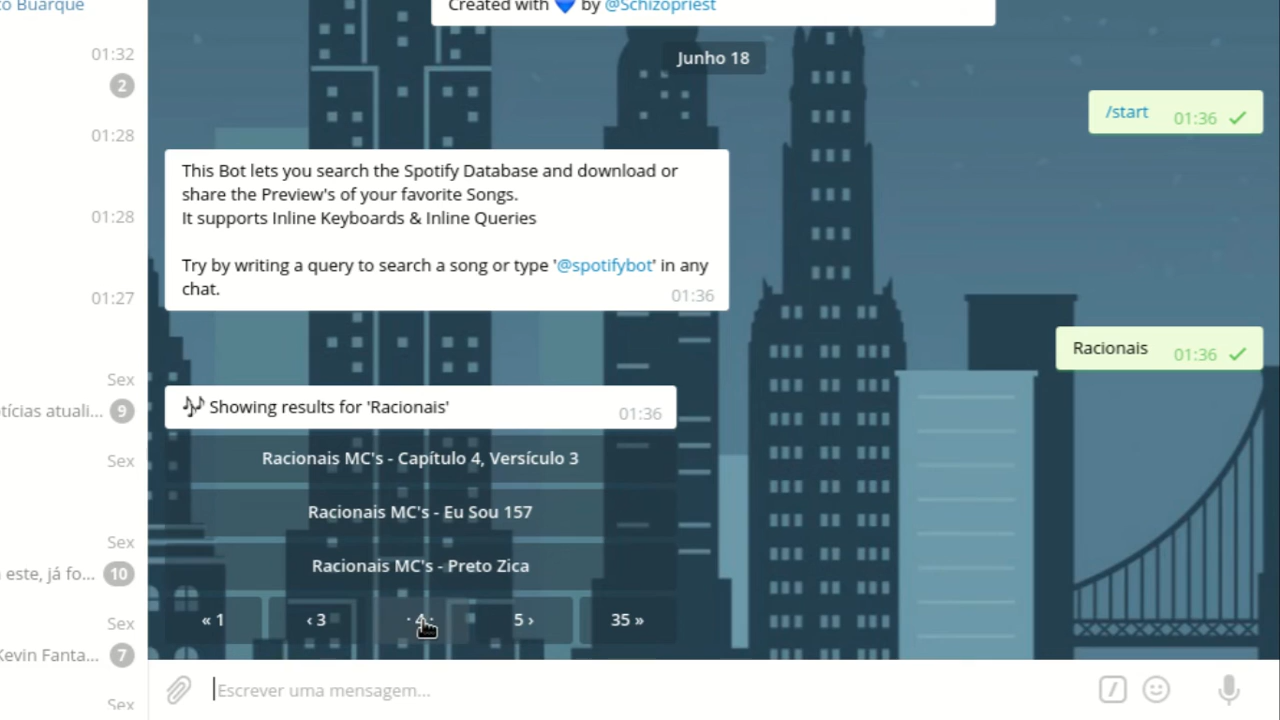 to Buarque
01:32
2
01:28
01:28
01:27
Sex
tícias atuali... 9
Sex
Sex
a este, já fo... 10
Sex
Kevin Fanta... 7
Sex
Created with 💙 by @Schizopriest
Junho 18
/start 01:36
This Bot lets you search the Spotify Database and download or
share the Preview's of your favorite Songs.
It supports Inline Keyboards & Inline Queries
Try by writing a query to search a song or type '@spotifybot' in any
chat. 01:36
Racionais 01:36
🎶 Showing results for 'Racionais' 01:36
Racionais MC's - Capítulo 4, Versículo 3
Racionais MC's - Eu Sou 157
Racionais MC's - Preto Zica
« 1 ‹ 3 · 4 · 5 › 35 »
Escrever uma mensagem...